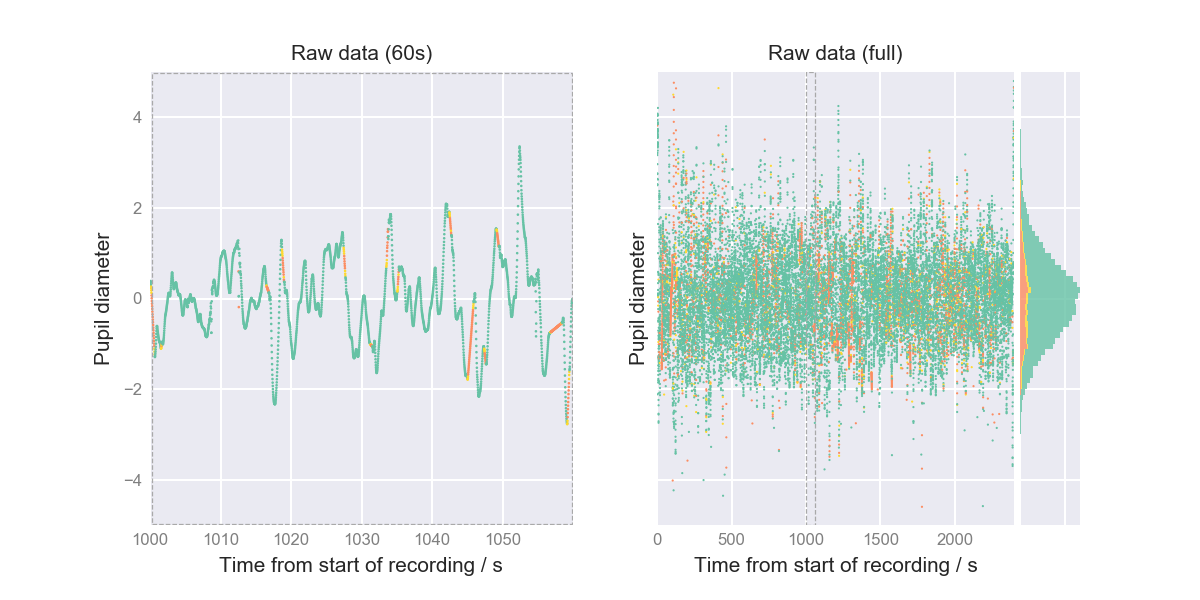 Raw data (60s)
Raw data (full)
Pupil diameter
4
2
0
−2
−4
1000 1010 1020 1030 1040 1050
Time from start of recording / s
Pupil diameter
0 500 1000 1500 2000
Time from start of recording / s